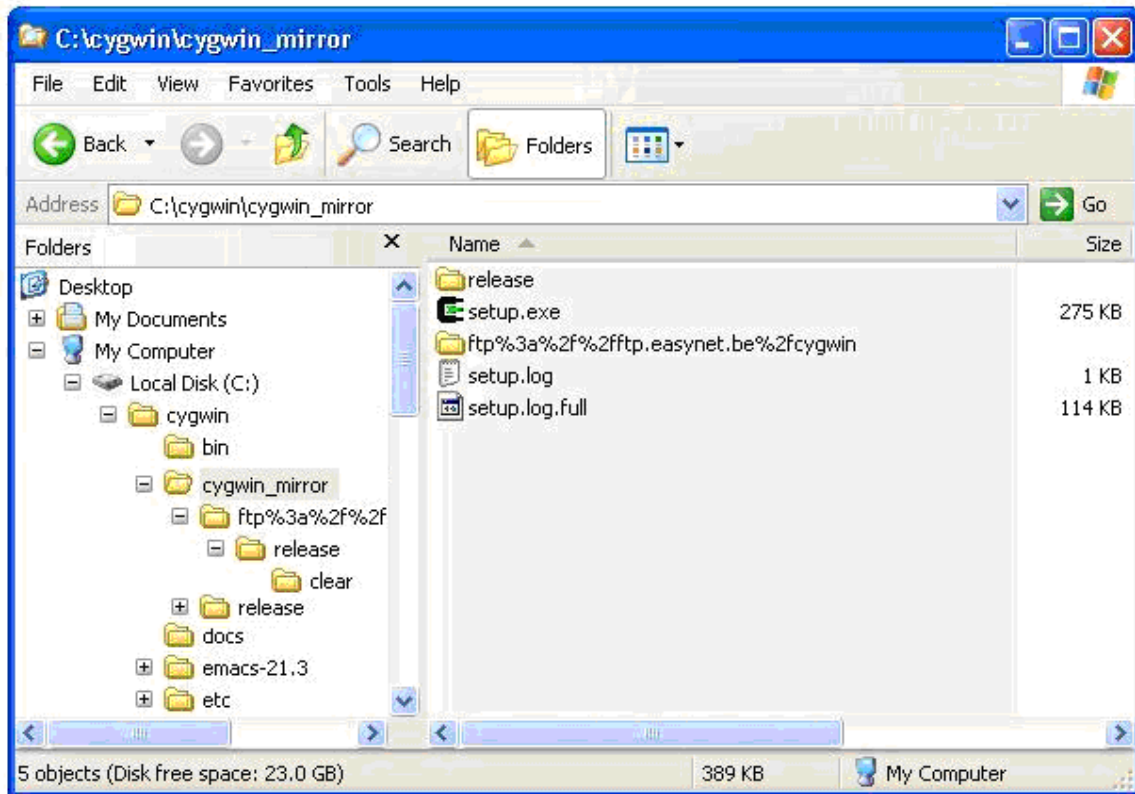 C:\cygwin\cygwin_mirror
File Edit View Favorites Tools Help
Back Search Folders
Address C:\cygwin\cygwin_mirror Go
Folders Name Size
Desktop
My Documents
My Computer
Local Disk (C:)
cygwin
bin
cygwin_mirror
ftp%3a%2f%2f
release
clear
release
docs
emacs-21.3
etc
release
setup.exe 275 KB
ftp%3a%2f%2fftp.easynet.be%2fcygwin
setup.log 1 KB
setup.log.full 114 KB
5 objects (Disk free space: 23.0 GB) 389 KB My Computer